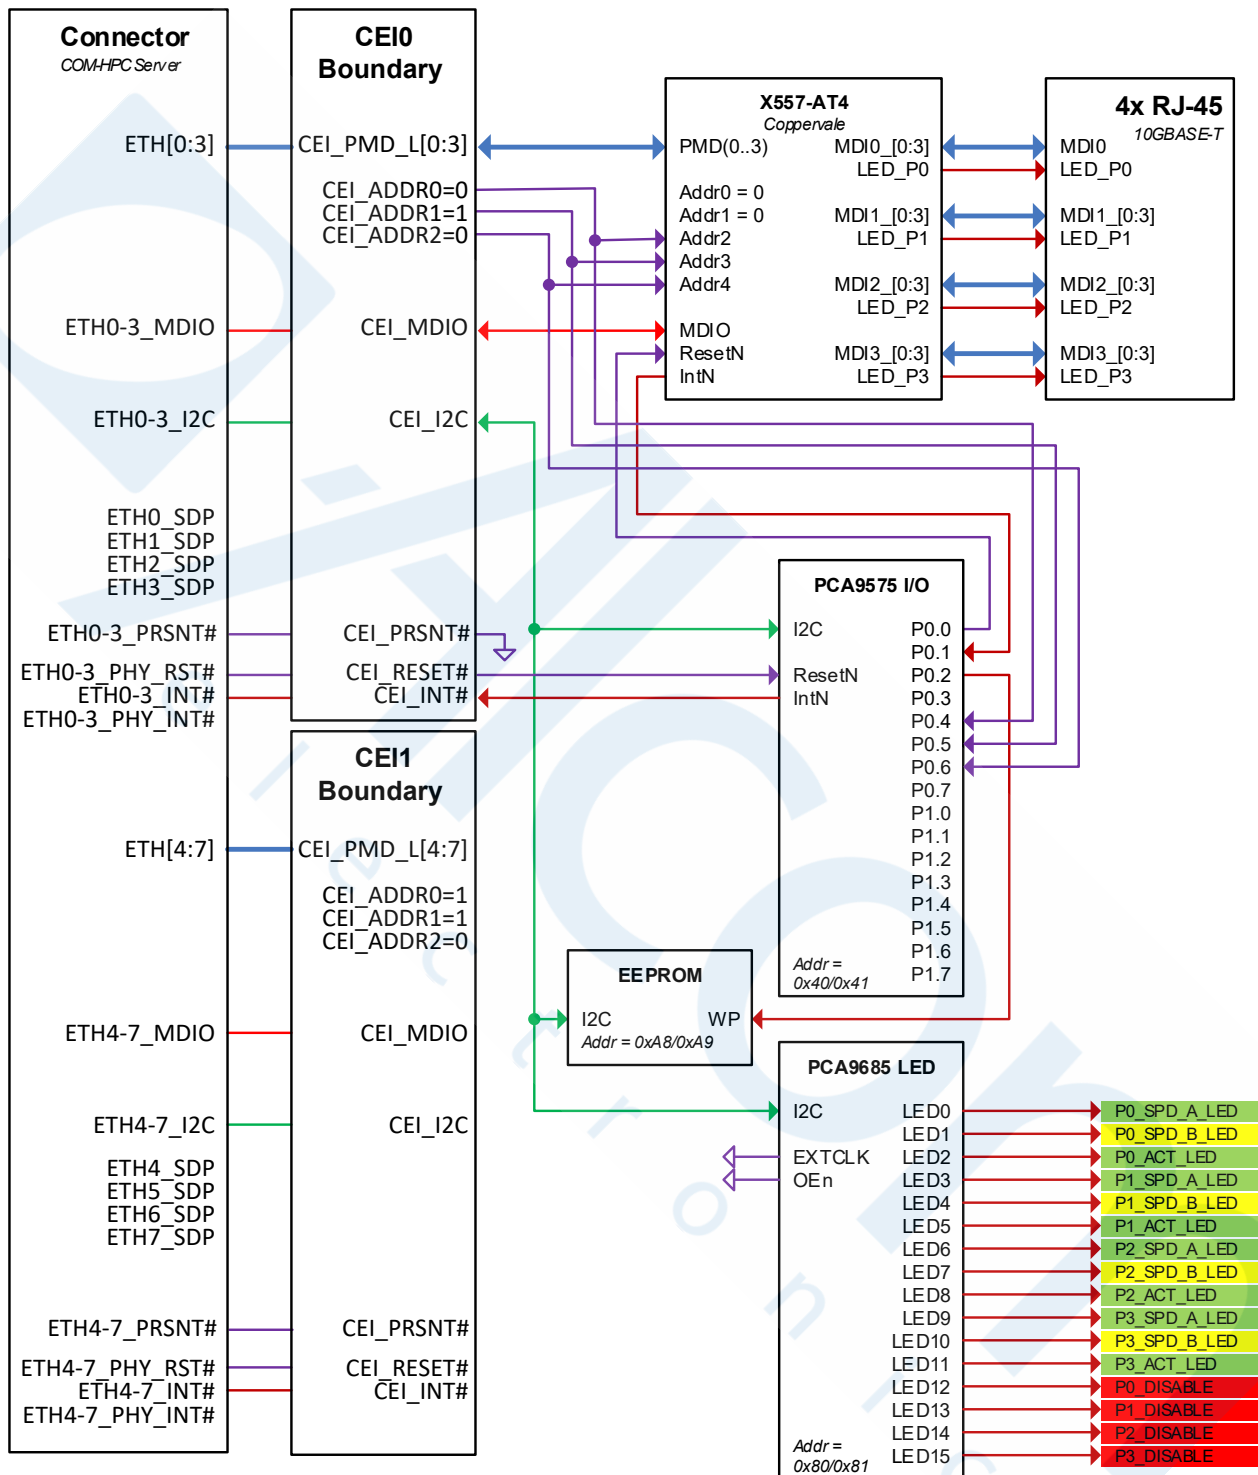 Connector
COM-HPC Server
ETH[0:3]
ETH0-3_MDIO
ETH0-3_I2C
ETH0_SDP
ETH1_SDP
ETH2_SDP
ETH3_SDP
ETH0-3_PRSNT#
ETH0-3_PHY_RST#
ETH0-3_INT#
ETH0-3_PHY_INT#
ETH[4:7]
ETH4-7_MDIO
ETH4-7_I2C
ETH4_SDP
ETH5_SDP
ETH6_SDP
ETH7_SDP
ETH4-7_PRSNT#
ETH4-7_PHY_RST#
ETH4-7_INT#
ETH4-7_PHY_INT#
CEI0
Boundary
CEI_PMD_L[0:3]
CEI_ADDR0=0
CEI_ADDR1=1
CEI_ADDR2=0
CEI_MDIO
CEI_I2C
CEI_PRSNT#
CEI_RESET#
CEI_INT#
CEI1
Boundary
CEI_PMD_L[4:7]
CEI_ADDR0=1
CEI_ADDR1=1
CEI_ADDR2=0
CEI_MDIO
CEI_I2C
CEI_PRSNT#
CEI_RESET#
CEI_INT#
X557-AT4
Coppervale
PMD(0..3)
Addr0 = 0
Addr1 = 0
Addr2
Addr3
Addr4
MDIO
ResetN
IntN
MDI0_[0:3]
LED_P0
MDI1_[0:3]
LED_P1
MDI2_[0:3]
LED_P2
MDI3_[0:3]
LED_P3
4x RJ-45
10GBASE-T
MDI0
LED_P0
MDI1_[0:3]
LED_P1
MDI2_[0:3]
LED_P2
MDI3_[0:3]
LED_P3
PCA9575 I/O
I2C
ResetN
IntN
Addr =
0x40/0x41
P0.0
P0.1
P0.2
P0.3
P0.4
P0.5
P0.6
P0.7
P1.0
P1.1
P1.2
P1.3
P1.4
P1.5
P1.6
P1.7
EEPROM
I2C
WP
Addr = 0xA8/0xA9
PCA9685 LED
I2C
EXTCLK
OEn
Addr =
0x80/0x81
LED0
LED1
LED2
LED3
LED4
LED5
LED6
LED7
LED8
LED9
LED10
LED11
LED12
LED13
LED14
LED15
P0_SPD_A_LED
P0_SPD_B_LED
P0_ACT_LED
P1_SPD_A_LED
P1_SPD_B_LED
P1_ACT_LED
P2_SPD_A_LED
P2_SPD_B_LED
P2_ACT_LED
P3_SPD_A_LED
P3_SPD_B_LED
P3_ACT_LED
P0_DISABLE
P1_DISABLE
P2_DISABLE
P3_DISABLE